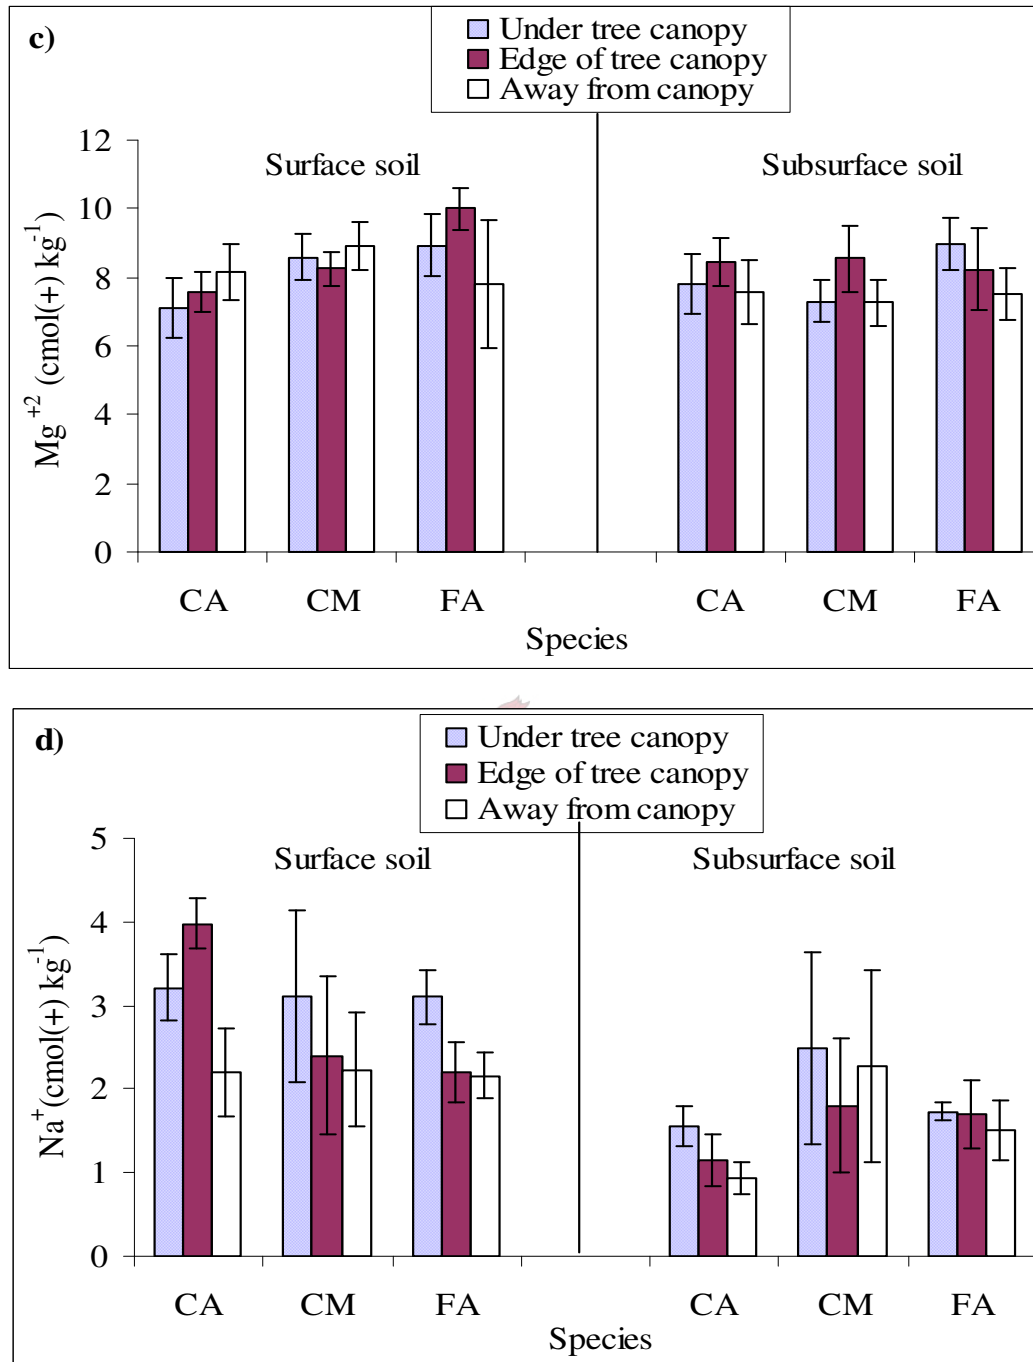 c)
Under tree canopy
Edge of tree canopy
Away from canopy
12
10
8
6
4
2
0
Mg+2 (cmol(+) kg-1)
Surface soil
Subsurface soil
CA CM FA CA CM FA
Species
d)
Under tree canopy
Edge of tree canopy
Away from canopy
5
4
3
2
1
0
Na+(cmol(+) kg-1)
Surface soil
Subsurface soil
CA CM FA CA CM FA
Species